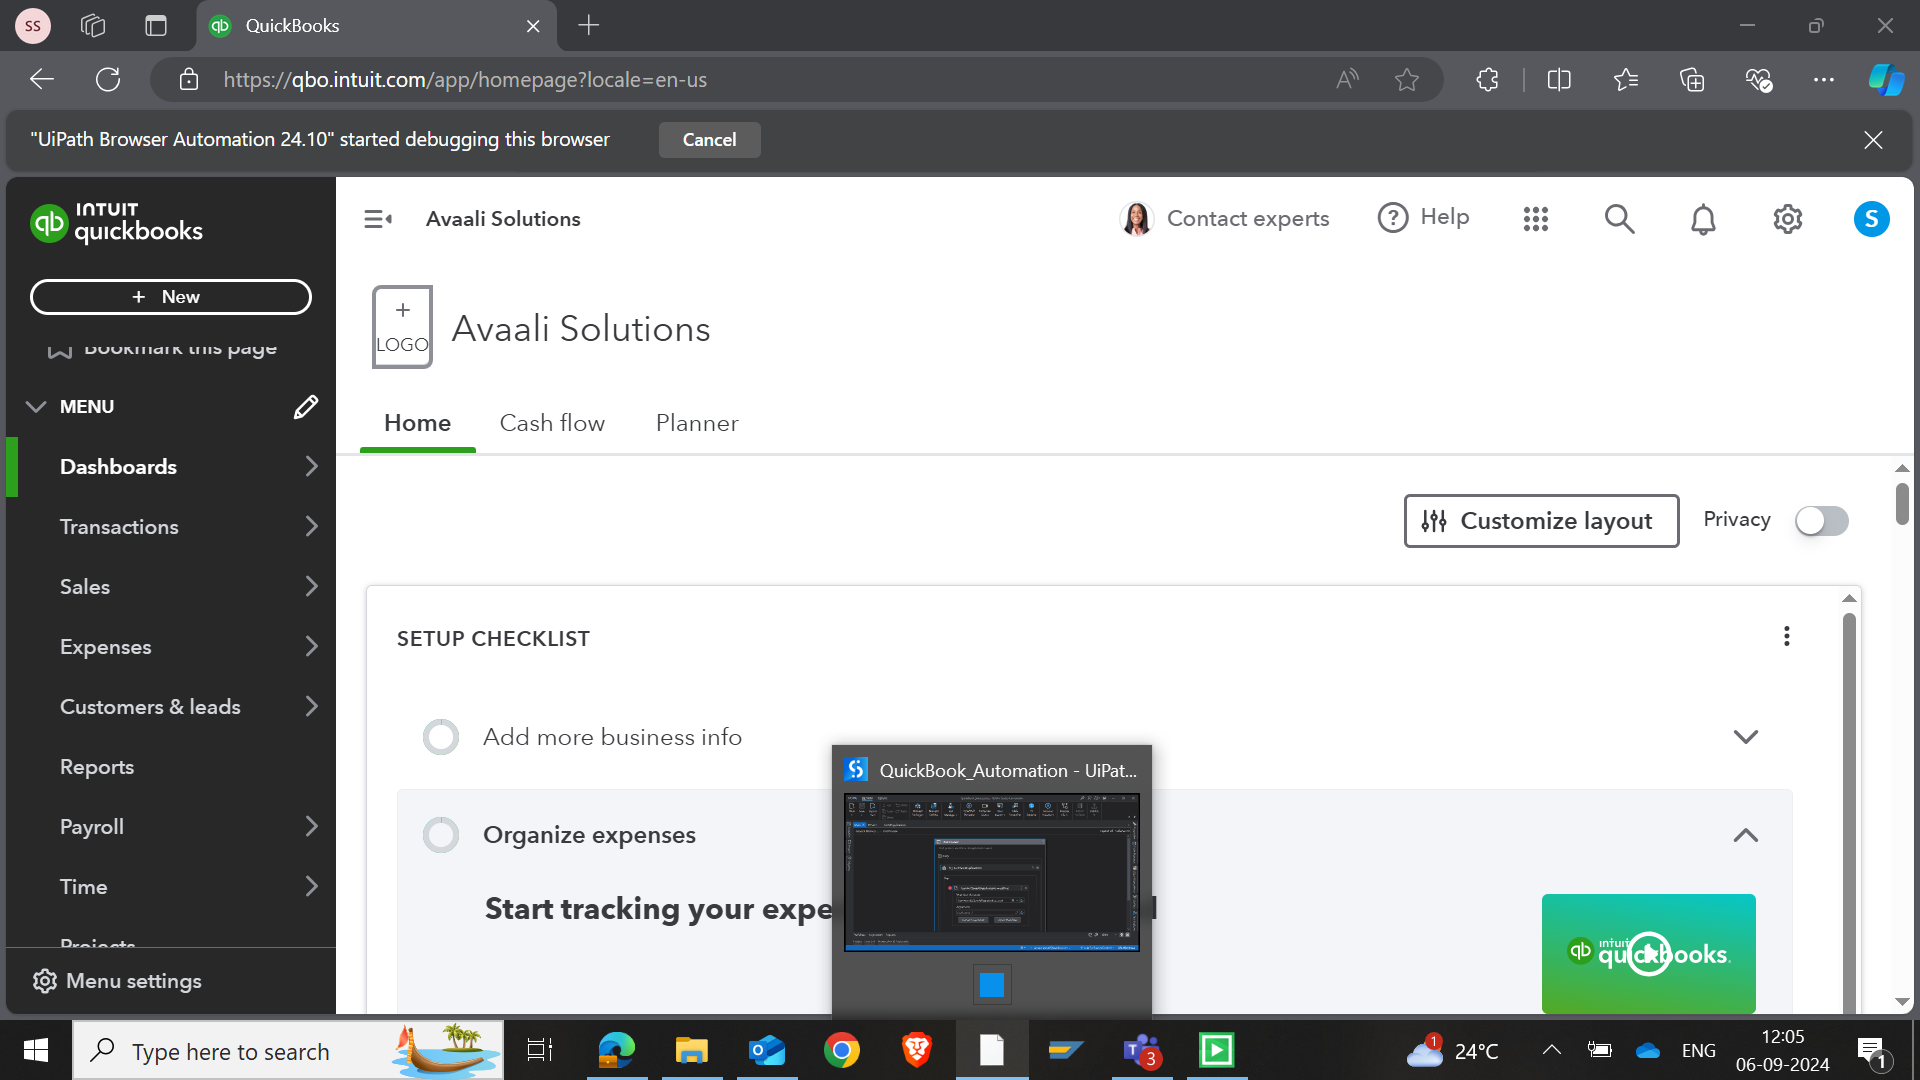 SS
QuickBooks
https://qbo.intuit.com/app/homepage?locale=en-us
"UiPath Browser Automation 24.10" started debugging this browser
Cancel
INTUIT
quickbooks
Avaali Solutions
Contact experts
Help
S
+ New
Bookmark this page
+
LOGO
Avaali Solutions
MENU
Home
Cash flow
Planner
Dashboards
Transactions
Customize layout
Privacy
Sales
SETUP CHECKLIST
Expenses
Customers & leads
Add more business info
Reports
QuickBook_Automation - UiPat...
Payroll
Organize expenses
Time
Start tracking your expe
Projects
INTUIT
quickbooks.
Menu settings
Type here to search
3
1
24°C
ENG
12:05
06-09-2024
1